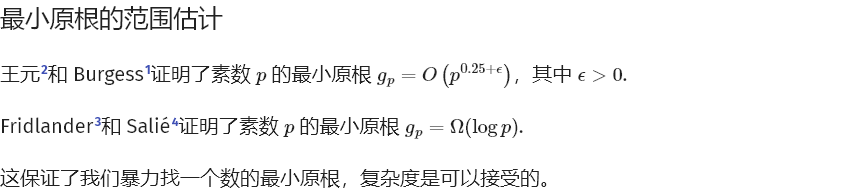 最小原根的范围估计
王元²和 Burgess¹证明了素数 p 的最小原根 gₚ = O(p^{0.25+ϵ})，其中 ϵ > 0.
Fridlander³和 Salié⁴证明了素数 p 的最小原根 gₚ = Ω(log p).
这保证了我们暴力找一个数的最小原根，复杂度是可以接受的。